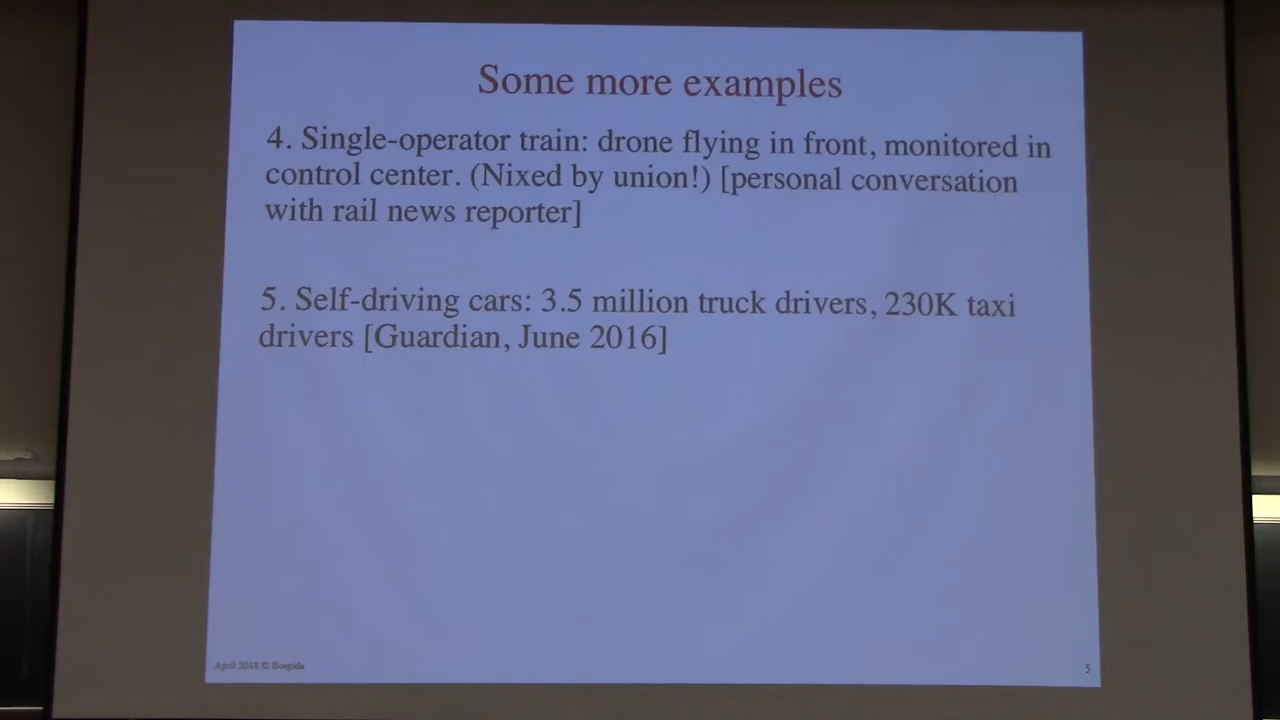 Some more examples
4. Single-operator train: drone flying in front, monitored in
control center. (Nixed by union!) [personal conversation
with rail news reporter]
5. Self-driving cars: 3.5 million truck drivers, 230K taxi
drivers [Guardian, June 2016]
April 2018 © Borgida
5